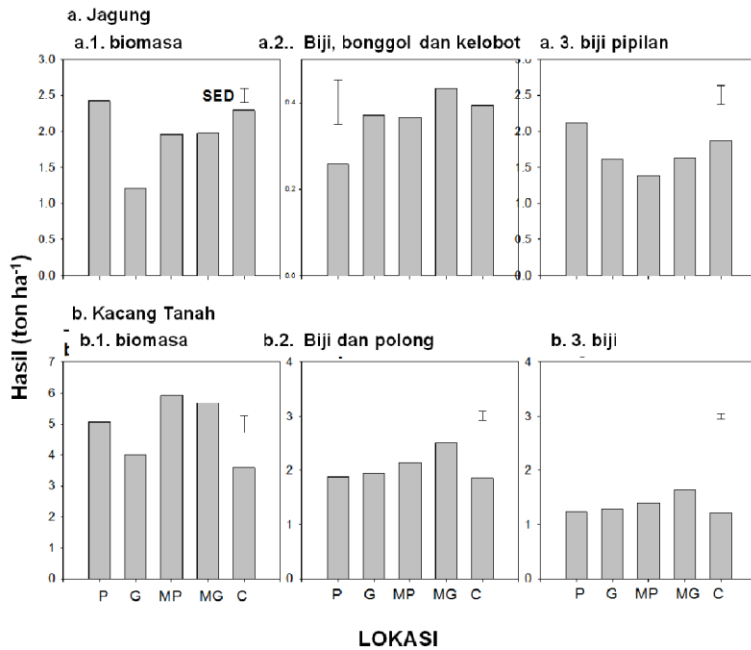 a. Jagung
a.1. biomasa
a.2.. Biji, bonggol dan kelobot
a. 3. biji pipilan
3.0
2.5
2.0
1.5
1.0
0.5
0.0
SED
0.4
0.2
0.0
3.0
2.5
2.0
1.5
1.0
0.5
0.0
Hasil (ton ha⁻¹)
b. Kacang Tanah
b.1. biomasa
b.2. Biji dan polong
b. 3. biji
7
6
5
4
3
2
1
0
4
3
2
1
0
4
3
2
1
0
P G MP MG C
P G MP MG C
P G MP MG C
LOKASI